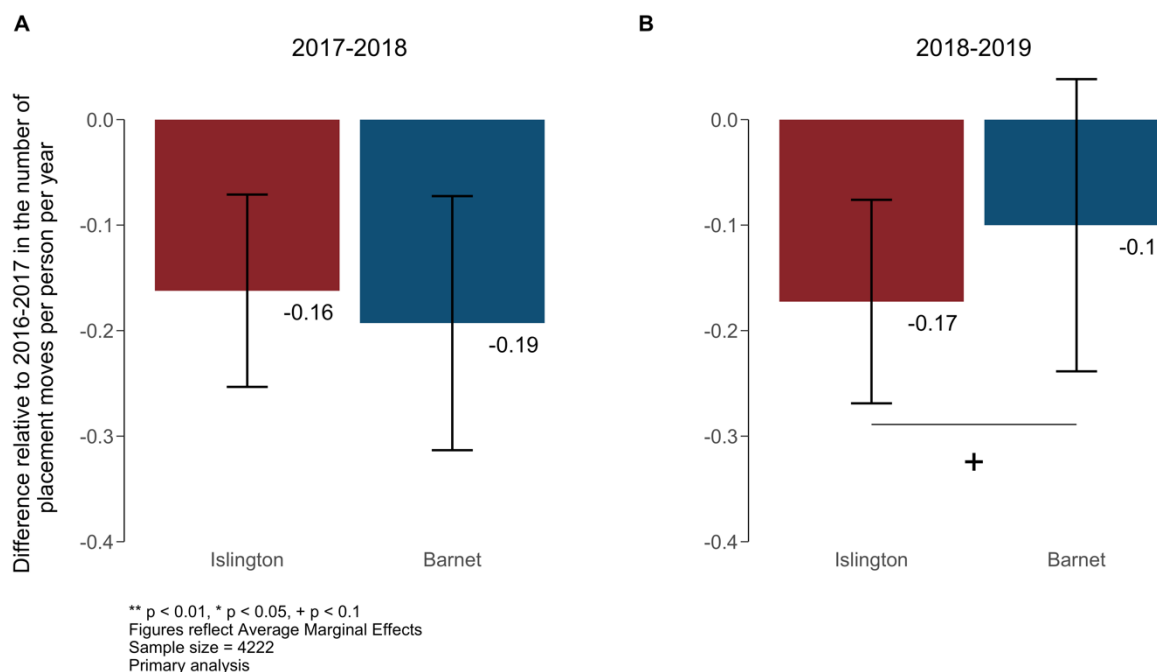 A
2017-2018
B
2018-2019
Difference relative to 2016-2017 in the number of
placement moves per person per year
0.0
-0.1
-0.2
-0.3
-0.4
-0.16
-0.19
Islington
Barnet
0.0
-0.1
-0.2
-0.3
-0.4
-0.17
-0.1
+
Islington
Barnet
** p < 0.01, * p < 0.05, + p < 0.1
Figures reflect Average Marginal Effects
Sample size = 4222
Primary analysis